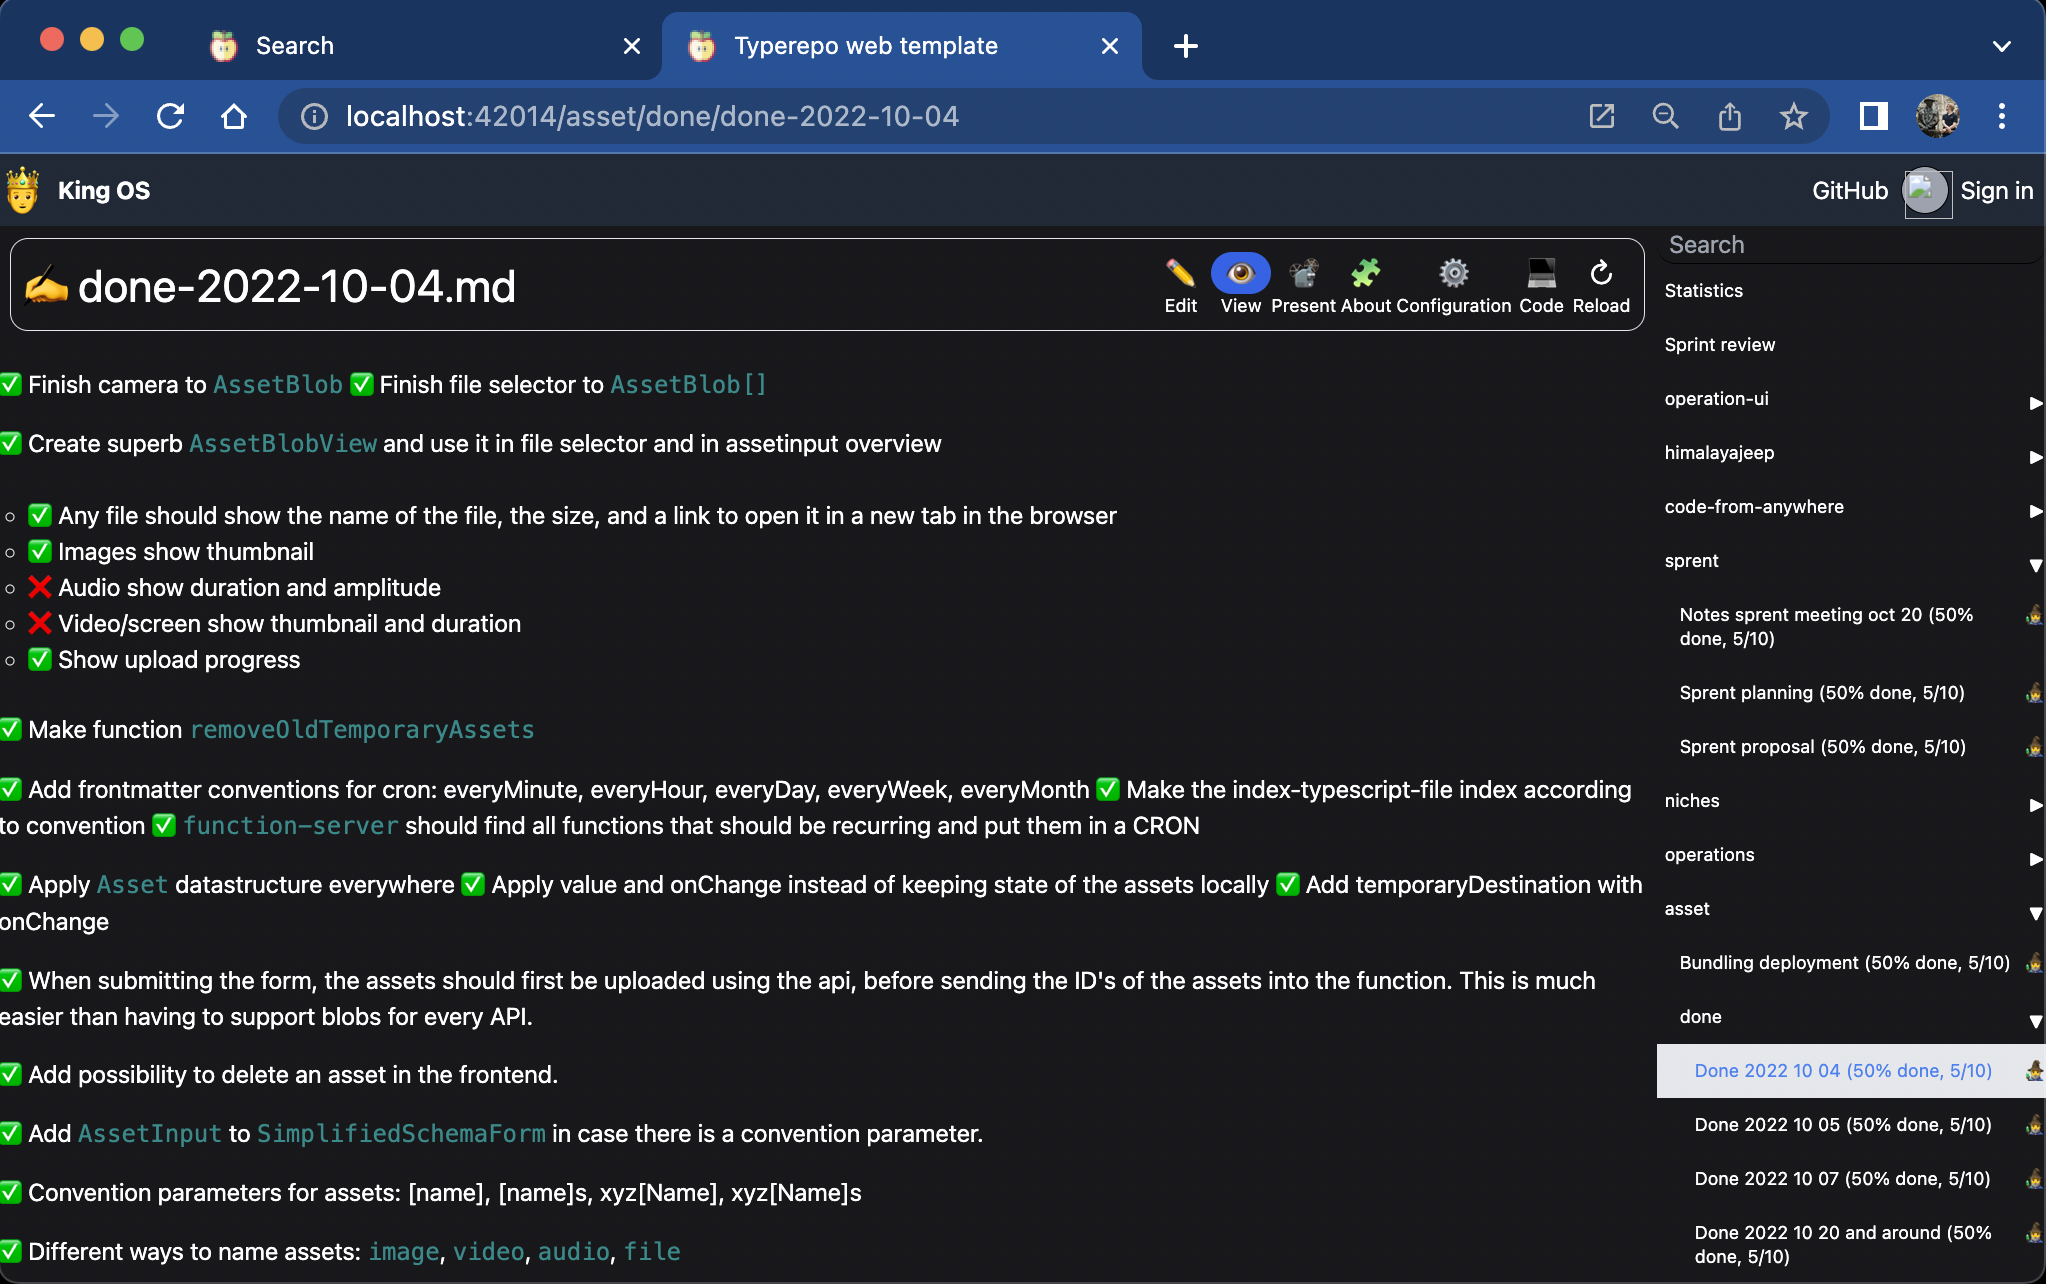 Search
Typerepo web template
localhost:42014/asset/done/done-2022-10-04
King OS
GitHub
Sign in
done-2022-10-04.md
Edit
View
Present
About
Configuration
Code
Reload
Finish camera to AssetBlob ✅ Finish file selector to AssetBlob[]
Create superb AssetBlobView and use it in file selector and in assetinput overview
Any file should show the name of the file, the size, and a link to open it in a new tab in the browser
Images show thumbnail
Audio show duration and amplitude
Video/screen show thumbnail and duration
Show upload progress
Make function removeOldTemporaryAssets
Add frontmatter conventions for cron: everyMinute, everyHour, everyDay, everyWeek, everyMonth ✅ Make the index-typescript-file index according
to convention ✅ function-server should find all functions that should be recurring and put them in a CRON
Apply Asset datastructure everywhere ✅ Apply value and onChange instead of keeping state of the assets locally ✅ Add temporaryDestination with
onChange
When submitting the form, the assets should first be uploaded using the api, before sending the ID's of the assets into the function. This is much
easier than having to support blobs for every API.
Add possibility to delete an asset in the frontend.
Add AssetInput to SimplifiedSchemaForm in case there is a convention parameter.
Convention parameters for assets: [name], [name]s, xyz[Name], xyz[Name]s
Different ways to name assets: image, video, audio, file
Search
Statistics
Sprint review
operation-ui
himalayajeep
code-from-anywhere
sprent
Notes sprent meeting oct 20 (50%
done, 5/10)
Sprent planning (50% done, 5/10)
Sprent proposal (50% done, 5/10)
niches
operations
asset
Bundling deployment (50% done, 5/10)
done
Done 2022 10 04 (50% done, 5/10)
Done 2022 10 05 (50% done, 5/10)
Done 2022 10 07 (50% done, 5/10)
Done 2022 10 20 and around (50%
done, 5/10)